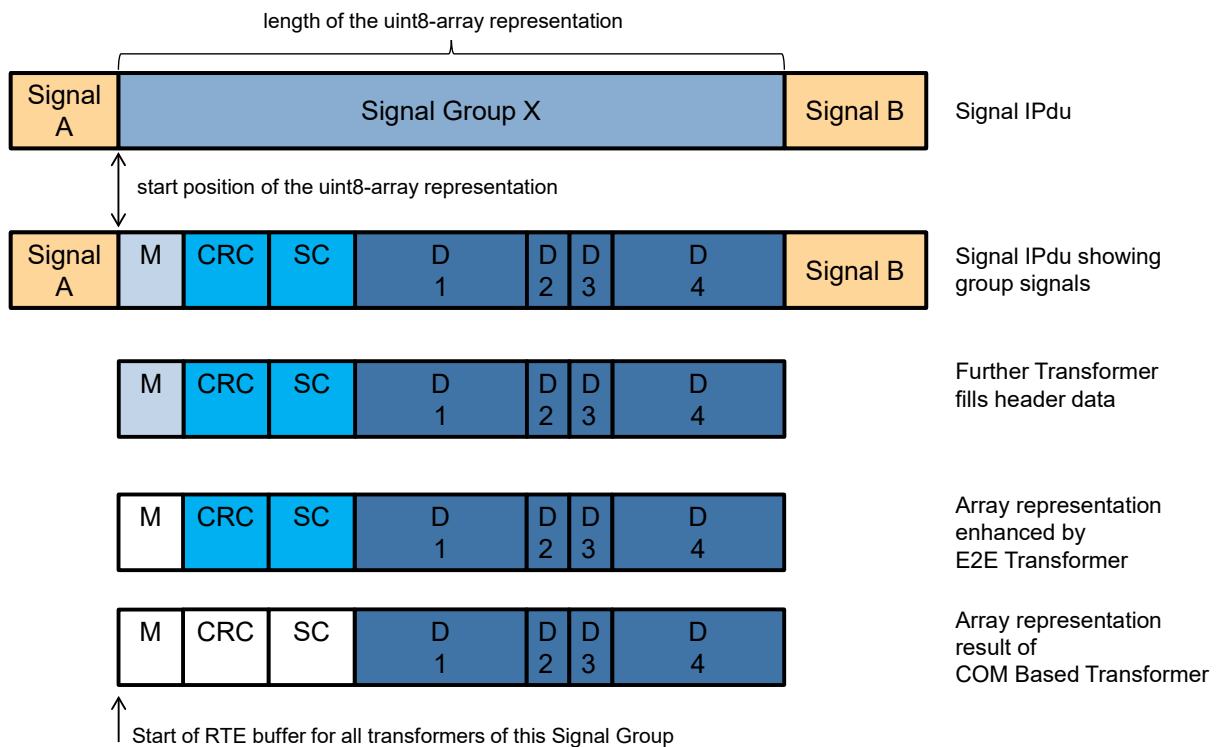 length of the uint8-array representation
Signal
A
Signal Group X
Signal B
Signal IPdu
start position of the uint8-array representation
Signal
A
M
CRC
SC
D
1
D
2
D
3
D
4
Signal B
Signal IPdu showing
group signals
M
CRC
SC
D
1
D
2
D
3
D
4
Further Transformer
fills header data
M
CRC
SC
D
1
D
2
D
3
D
4
Array representation
enhanced by
E2E Transformer
M
CRC
SC
D
1
D
2
D
3
D
4
Array representation
result of
COM Based Transformer
Start of RTE buffer for all transformers of this Signal Group